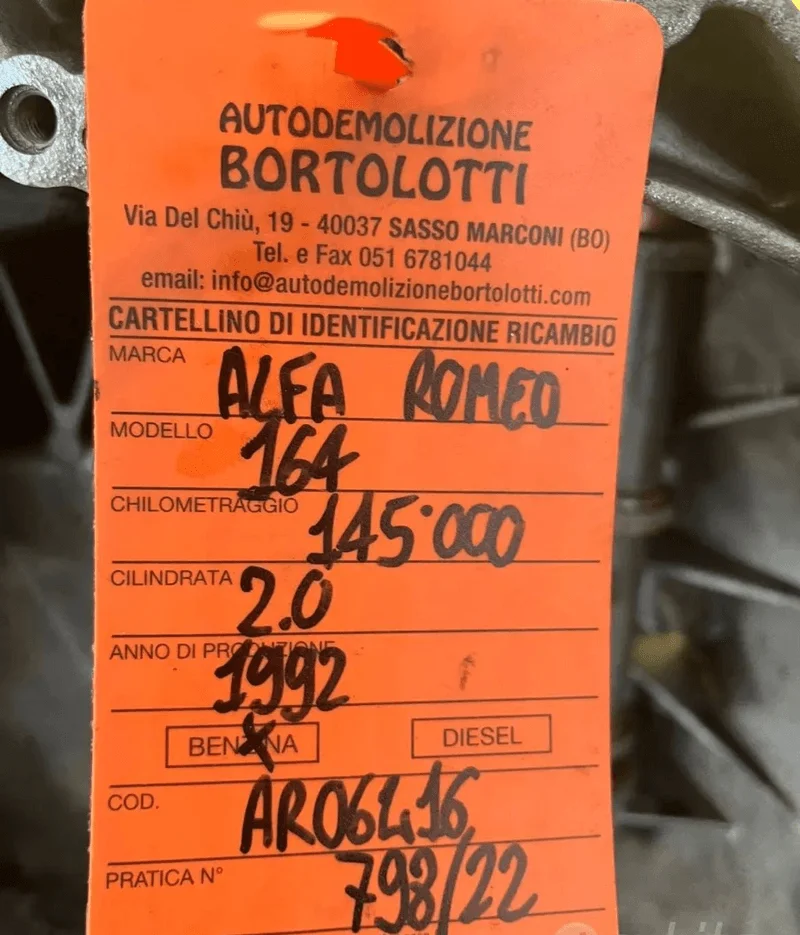 AUTODEMOLIZIONE
BORTOLOTTI
Via Del Chiù, 19 - 40037 SASSO MARCONI (BO)
Tel. e Fax 051 6781044
email: info@autodemolizionebortolotti.com
CARTELLINO DI IDENTIFICAZIONE RICAMBIO
MARCA ALFA ROMEO
MODELLO 164
CHILOMETRAGGIO 145.000
CILINDRATA 2.0
ANNO DI PRODUZIONE 1992
BENZINA DIESEL
COD. AR06416
PRATICA N° 798/22